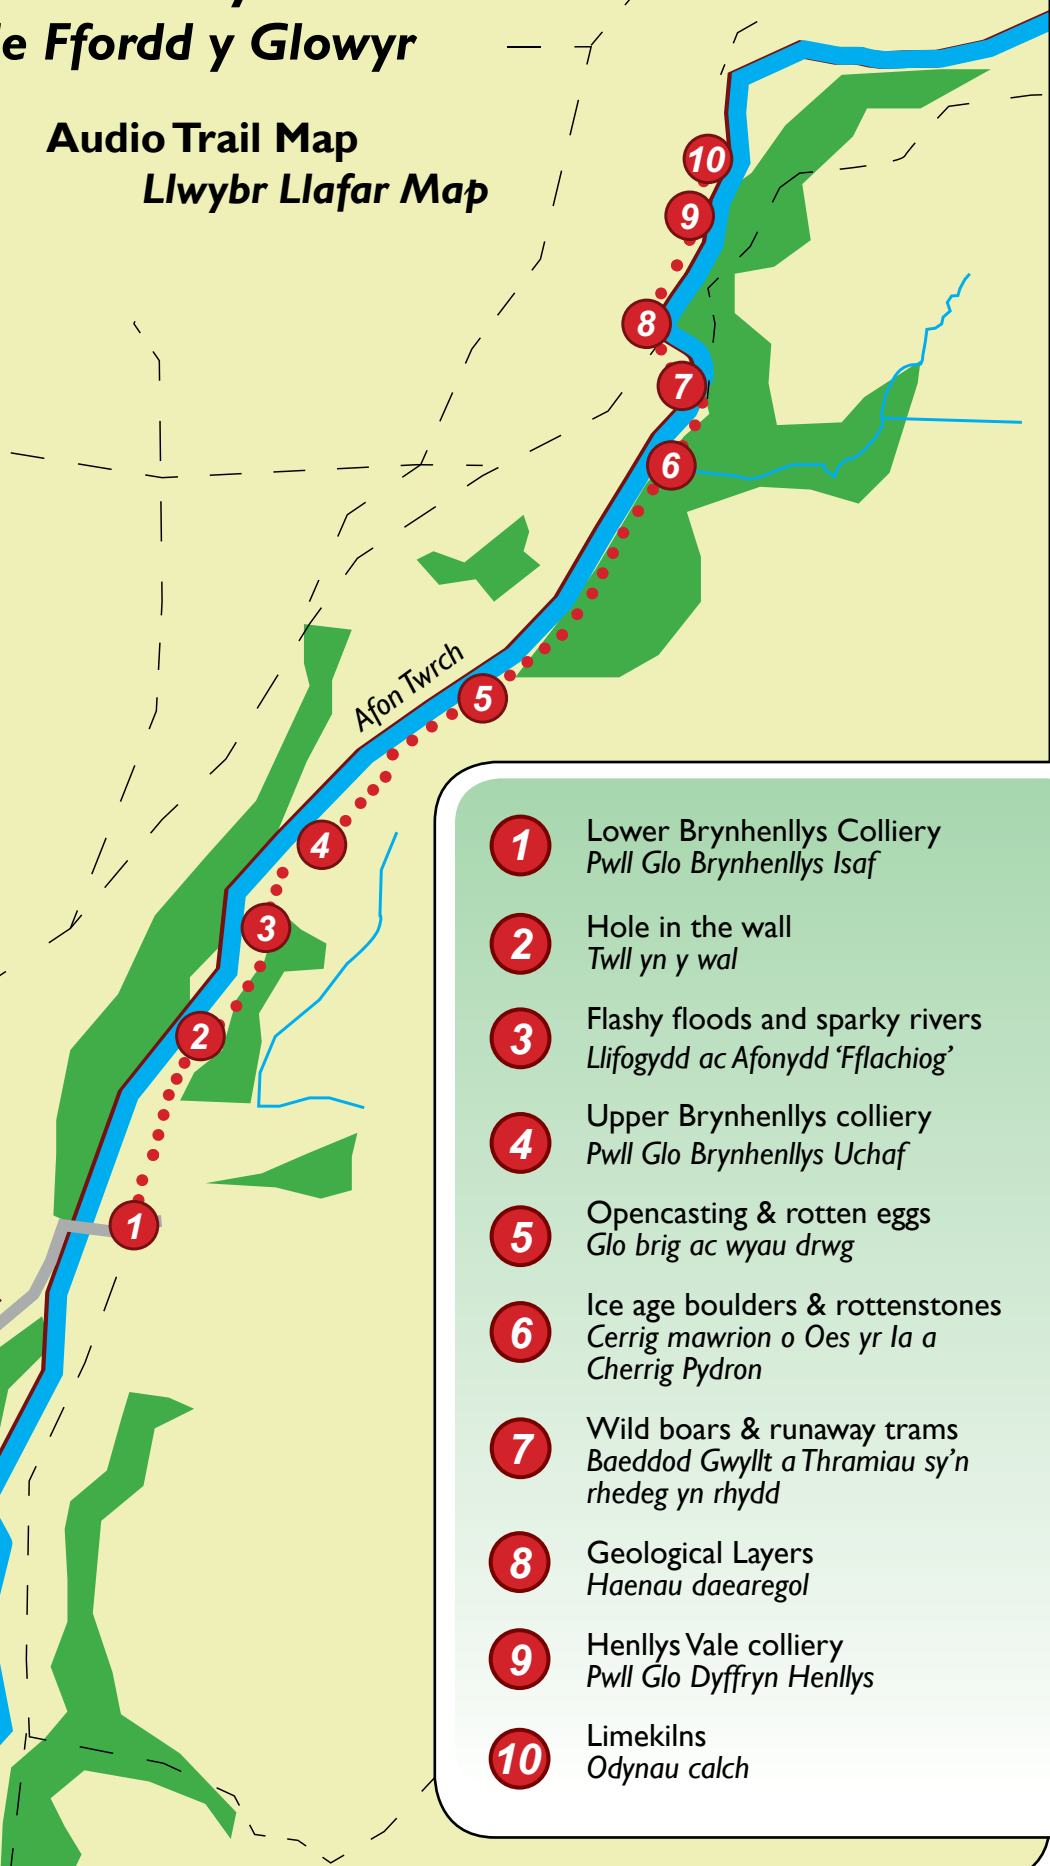 e Ffordd y Glowyr
Audio Trail Map
Llwybr Llafar Map
10
9
8
7
6
Afon Twrch
5
4
3
2
1
1 Lower Brynhenllys Colliery
Pwll Glo Brynhenllys Isaf
2 Hole in the wall
Twll yn y wal
3 Flashy floods and sparky rivers
Llifogydd ac Afonydd ‘Fflachiog’
4 Upper Brynhenllys colliery
Pwll Glo Brynhenllys Uchaf
5 Opencasting & rotten eggs
Glo brig ac wyau drwg
6 Ice age boulders & rottenstones
Cerrig mawrion o Oes yr Ia a
Cherrig Pydron
7 Wild boars & runaway trams
Baeddod Gwyllt a Thramiau sy’n
rhedeg yn rhydd
8 Geological Layers
Haenau daearegol
9 Henllys Vale colliery
Pwll Glo Dyffryn Henllys
10 Limekilns
Odynau calch